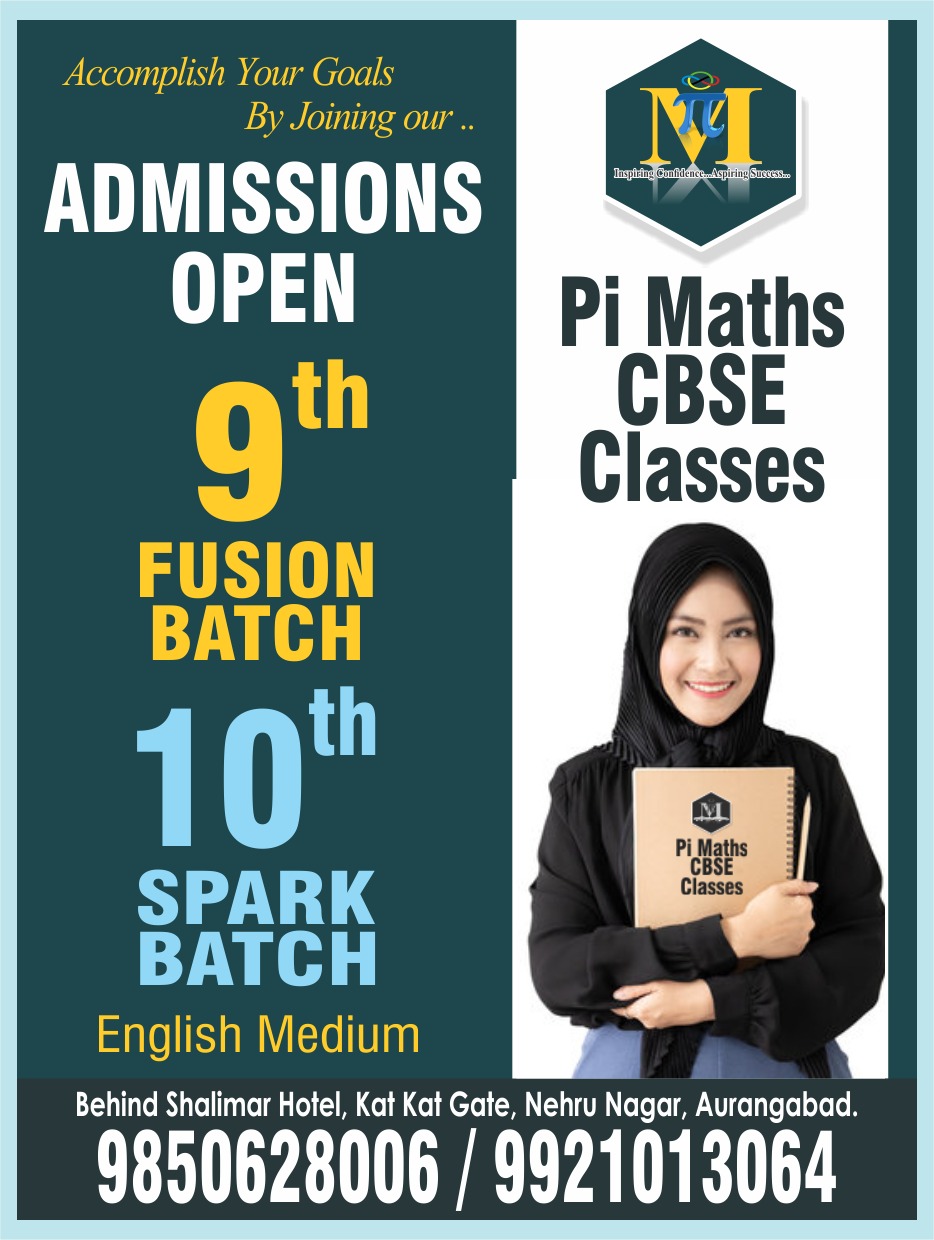 Accomplish Your Goals
By Joining our ..
ADMISSIONS
OPEN
9th
FUSION
BATCH
10th
SPARK
BATCH
English Medium
M π
Inspiring Confidence...Aspiring Success...
Pi Maths
CBSE
Classes
M
Pi Maths
CBSE
Classes
Behind Shalimar Hotel, Kat Kat Gate, Nehru Nagar, Aurangabad.
9850628006 / 9921013064